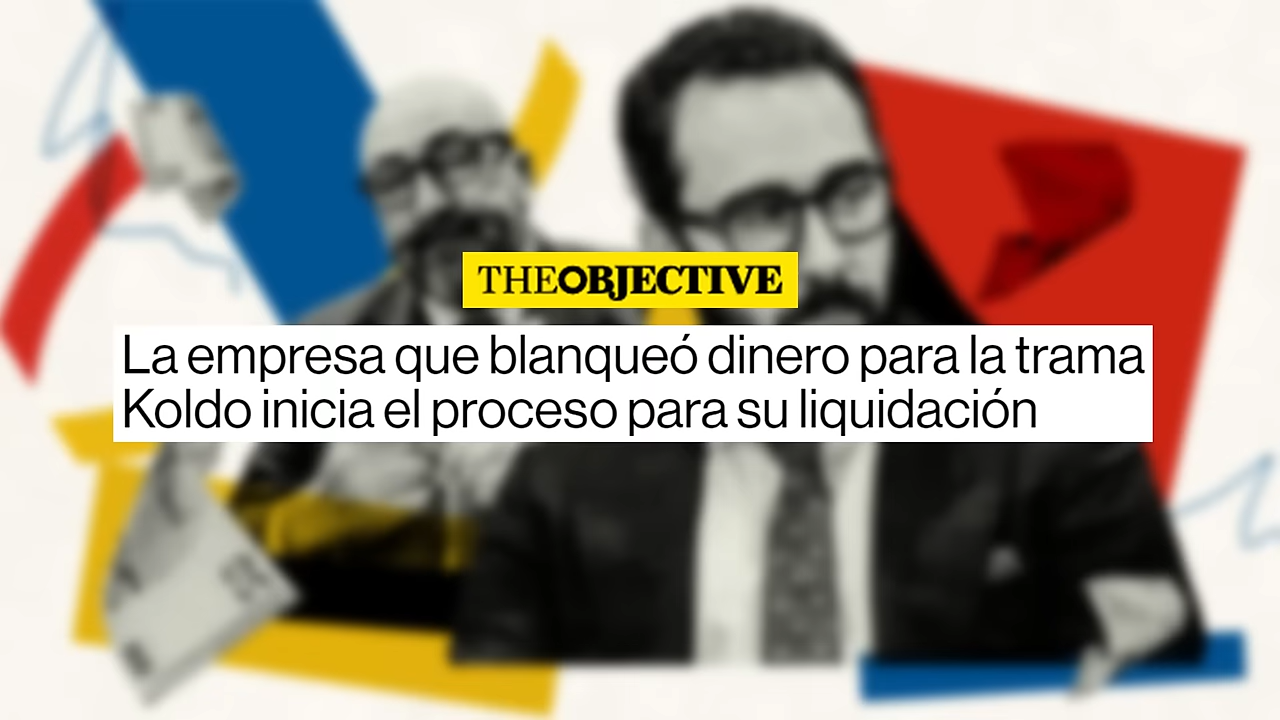 THEOBJECTIVE
La empresa que blanqueó dinero para la trama
Koldo inicia el proceso para su liquidación